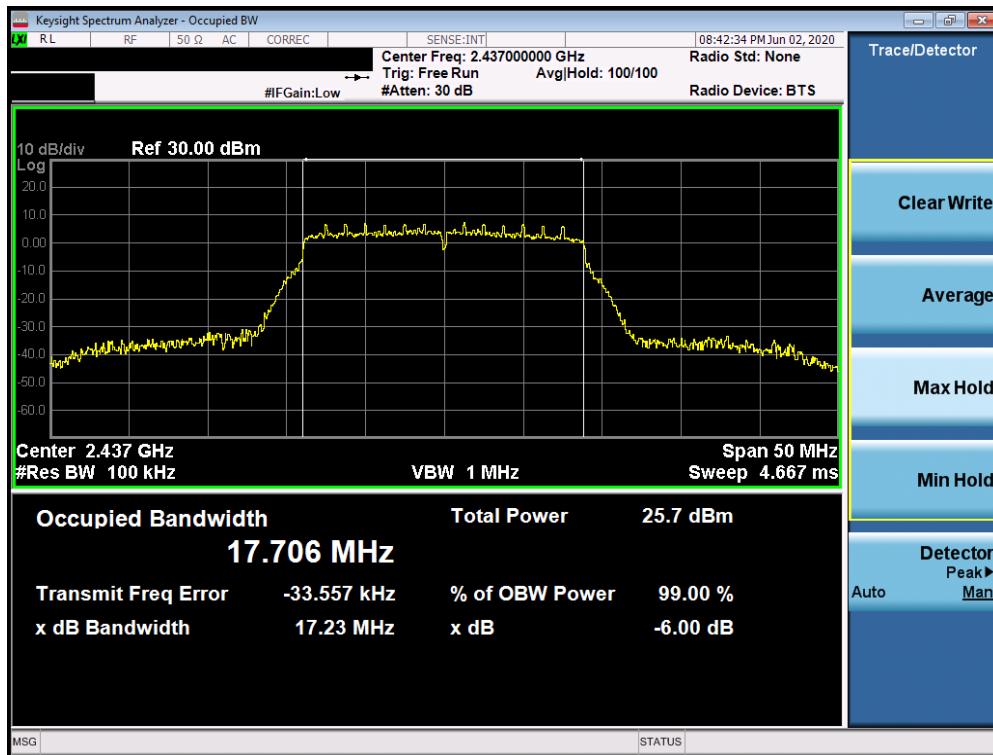 Keysight Spectrum Analyzer - Occupied BW
LXI RL RF 50 Ω AC CORREC SENSE:INT 08:42:34 PM Jun 02, 2020
Center Freq: 2.437000000 GHz Radio Std: None
Trig: Free Run Avg|Hold: 100/100
#IFGain:Low #Atten: 30 dB Radio Device: BTS
Trace/Detector
10 dB/div Ref 30.00 dBm
Log
20.0
10.0
0.00
-10.0
-20.0
-30.0
-40.0
-50.0
-60.0
Center 2.437 GHz Span 50 MHz
#Res BW 100 kHz VBW 1 MHz Sweep 4.667 ms
Occupied Bandwidth Total Power 25.7 dBm
17.706 MHz
Transmit Freq Error -33.557 kHz % of OBW Power 99.00 %
x dB Bandwidth 17.23 MHz x dB -6.00 dB
Clear Write
Average
Max Hold
Min Hold
Detector
Peak▶
Auto Man
MSG STATUS